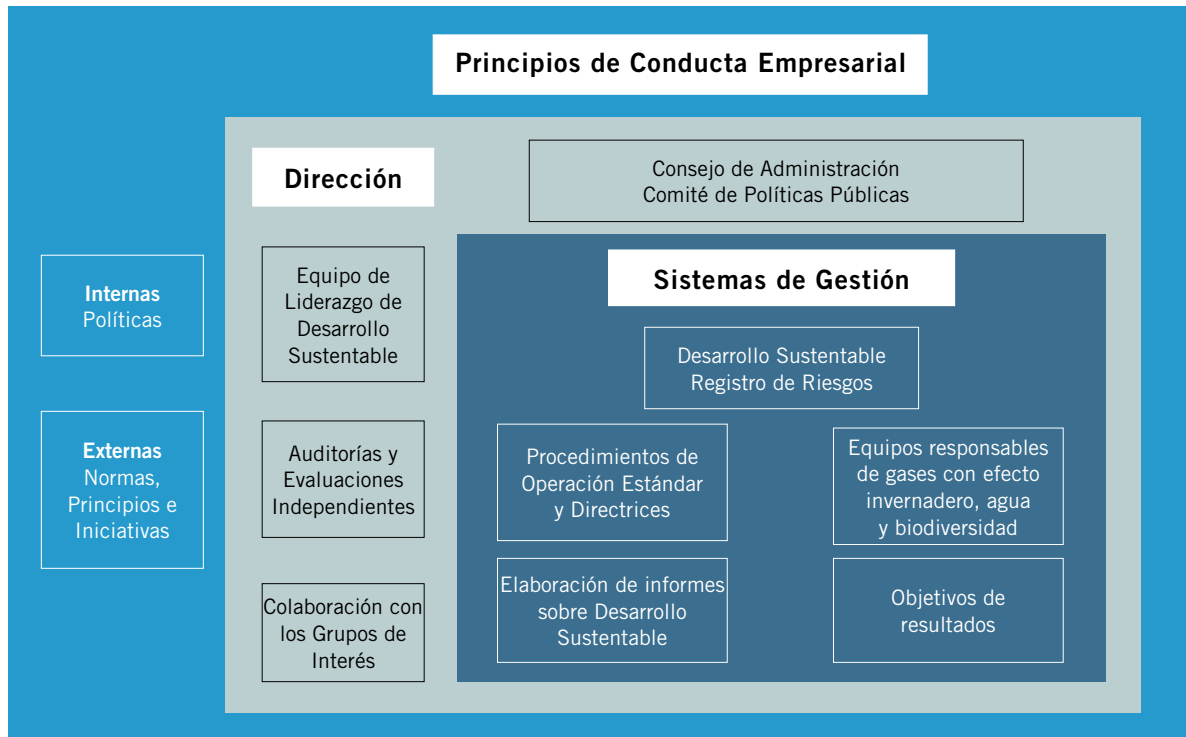 Principios de Conducta Empresarial
Dirección
Consejo de Administración
Comité de Políticas Públicas
Internas
Políticas
Externas
Normas,
Principios e
Iniciativas
Equipo de
Liderazgo de
Desarrollo
Sustentable
Auditorías y
Evaluaciones
Independientes
Colaboración con
los Grupos de
Interés
Sistemas de Gestión
Desarrollo Sustentable
Registro de Riesgos
Procedimientos de
Operación Estándar
y Directrices
Equipos responsables
de gases con efecto
invernadero, agua
y biodiversidad
Elaboración de informes
sobre Desarrollo
Sustentable
Objetivos de
resultados